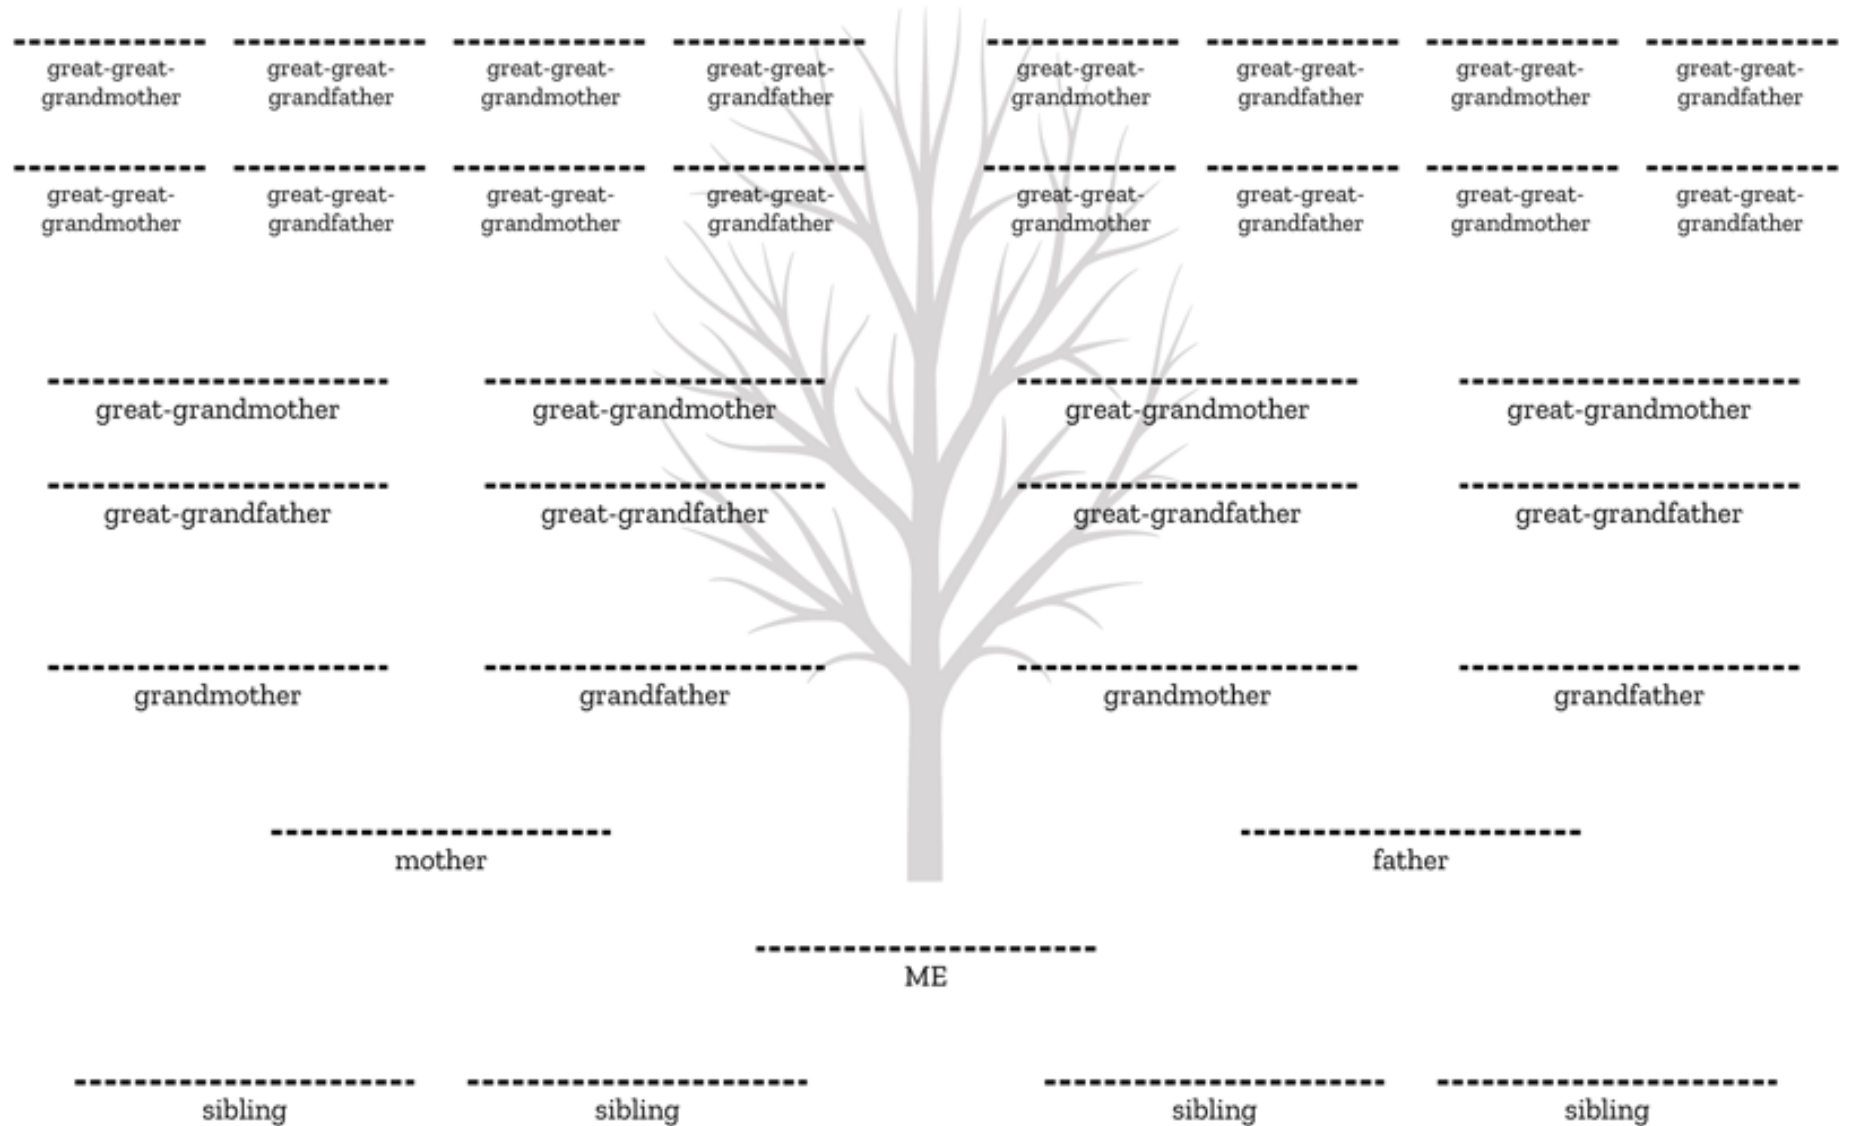 great-great- great-great- great-great- great-great- great-great- great-great- great-great- great-great-
grandmother grandfather grandmother grandfather grandmother grandfather grandmother grandfather
great-great- great-great- great-great- great-great- great-great- great-great- great-great- great-great-
grandmother grandfather grandmother grandfather grandmother grandfather grandmother grandfather
great-grandmother great-grandmother great-grandmother great-grandmother
great-grandfather great-grandfather great-grandfather great-grandfather
grandmother grandfather grandmother grandfather
mother father
ME
sibling sibling sibling sibling